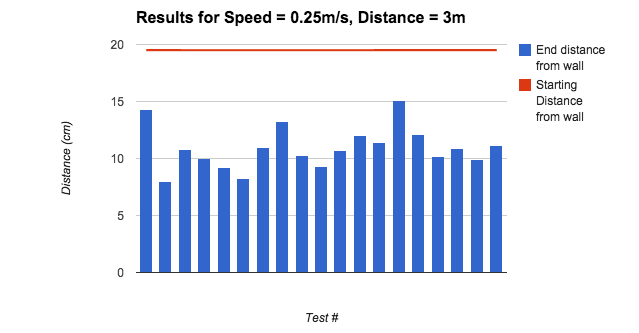 Results for Speed = 0.25m/s, Distance = 3m
20
15
10
5
0
Distance (cm)
Test #
End distance
from wall
Starting
Distance
from wall